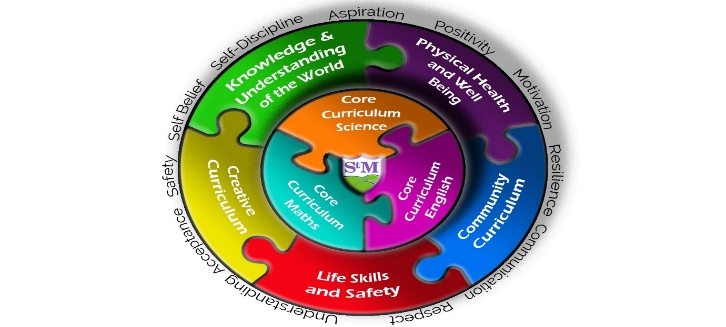 Aspiration
Positivity
Motivation
Resilience
Communication
Respect
Understanding
Acceptance
Safety
Self Belief
Self-Discipline
Knowledge &
Understanding
of the World
Physical Health
and Well
Being
Community
Curriculum
Life Skills
and Safety
Creative
Curriculum
Core
Curriculum
Science
Core
Curriculum
English
Core
Curriculum
Maths
StM